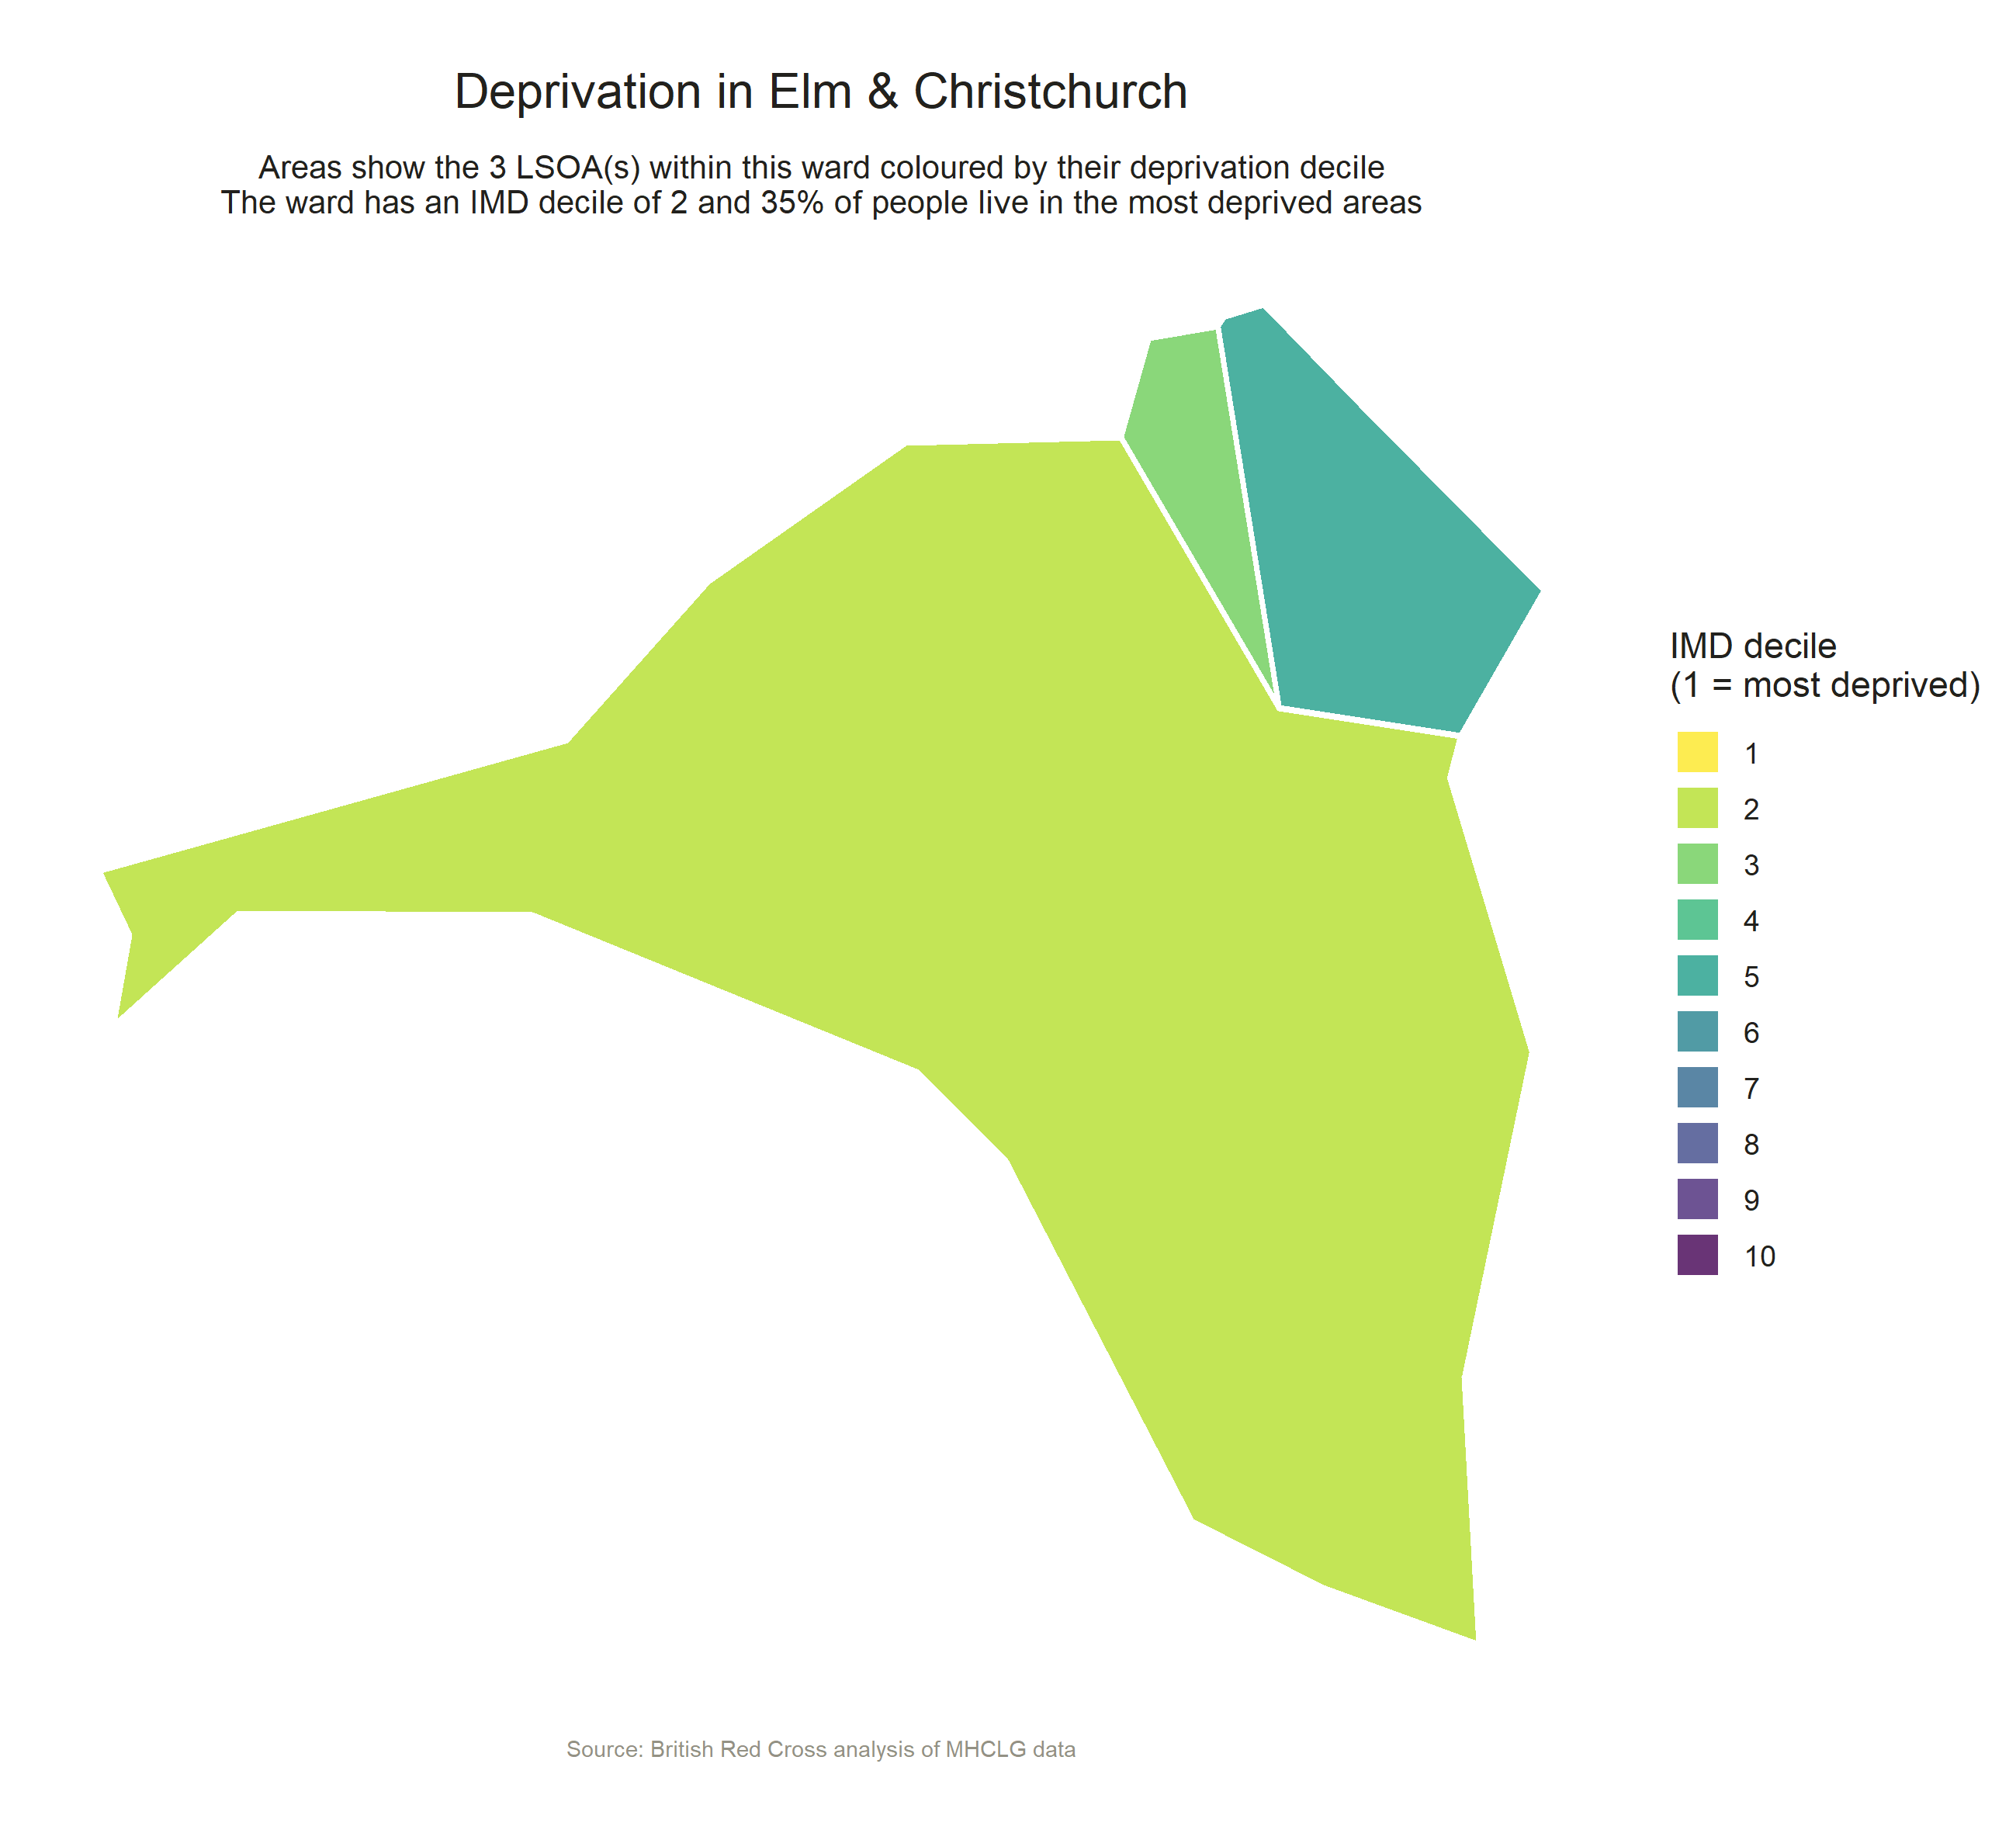 Deprivation in Elm & Christchurch
Areas show the 3 LSOA(s) within this ward coloured by their deprivation decile
The ward has an IMD decile of 2 and 35% of people live in the most deprived areas
IMD decile
(1 = most deprived)
1
2
3
4
5
6
7
8
9
10
Source: British Red Cross analysis of MHCLG data